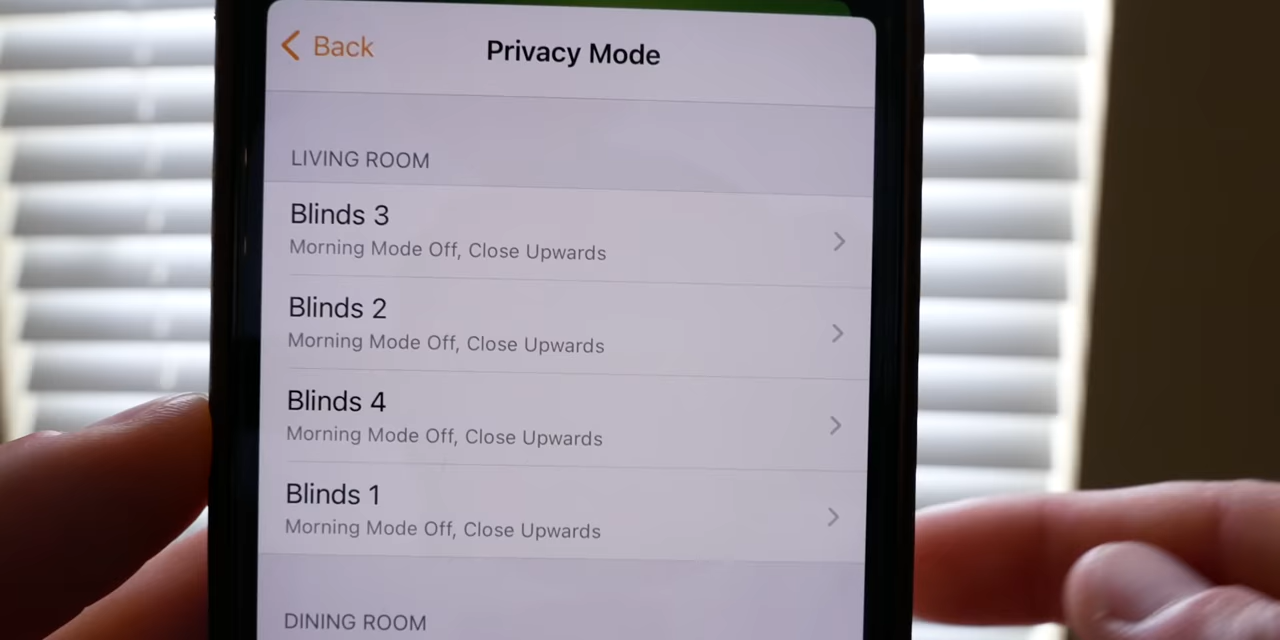 Back
Privacy Mode
LIVING ROOM
Blinds 3
Morning Mode Off, Close Upwards
Blinds 2
Morning Mode Off, Close Upwards
Blinds 4
Morning Mode Off, Close Upwards
Blinds 1
Morning Mode Off, Close Upwards
DINING ROOM